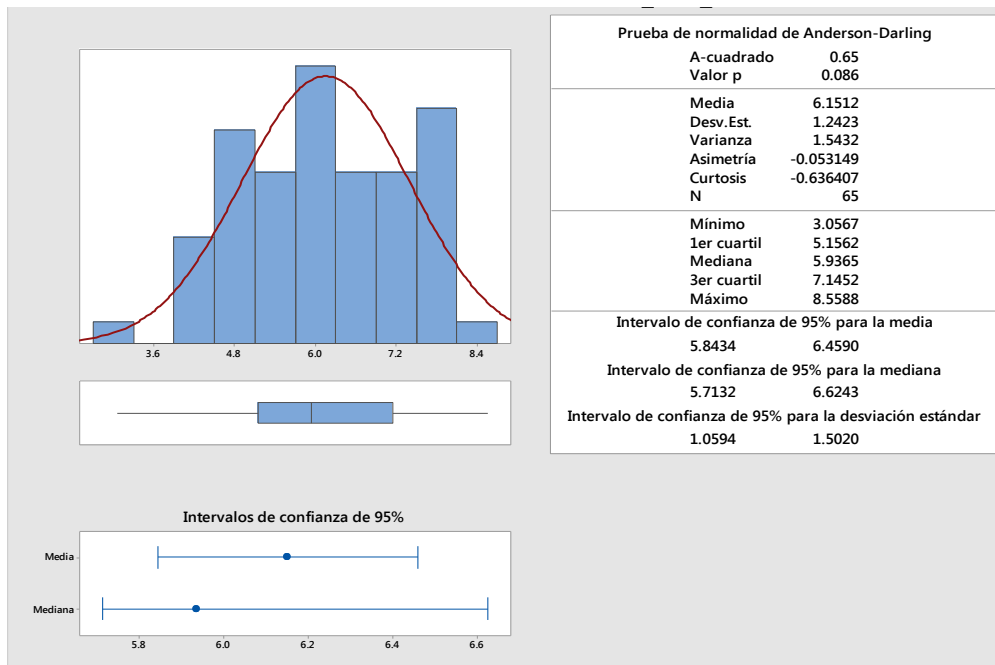 Prueba de normalidad de Anderson-Darling
A-cuadrado 0.65
Valor p 0.086
Media 6.1512
Desv.Est. 1.2423
Varianza 1.5432
Asimetría -0.053149
Curtosis -0.636407
N 65
Mínimo 3.0567
1er cuartil 5.1562
Mediana 5.9365
3er cuartil 7.1452
Máximo 8.5588
Intervalo de confianza de 95% para la media
5.8434 6.4590
Intervalo de confianza de 95% para la mediana
5.7132 6.6243
Intervalo de confianza de 95% para la desviación estándar
1.0594 1.5020
3.6 4.8 6.0 7.2 8.4
Intervalos de confianza de 95%
Media
Mediana
5.8 6.0 6.2 6.4 6.6